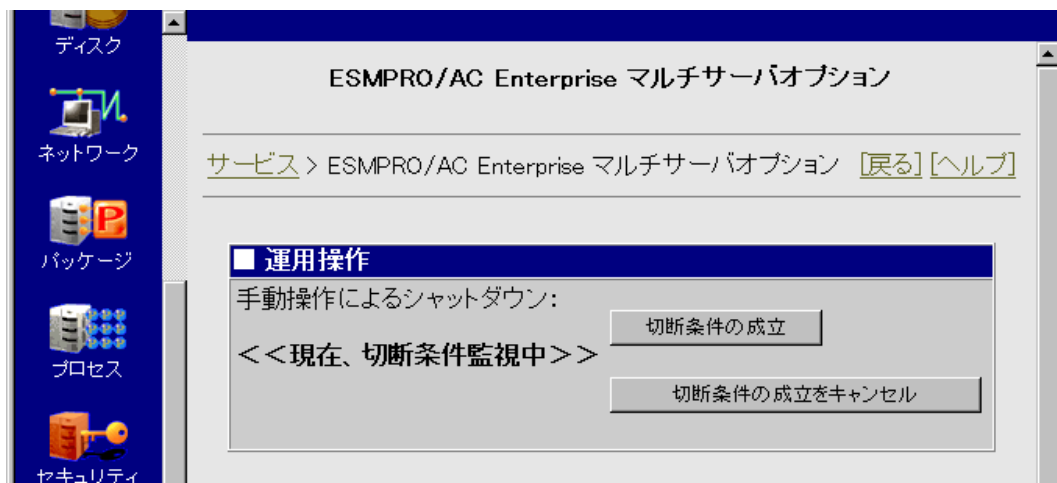 ディスク
ネットワーク
パッケージ
プロセス
セキュリティ
ESMPRO/AC Enterprise マルチサーバオプション
サービス > ESMPRO/AC Enterprise マルチサーバオプション [戻る] [ヘルプ]
■ 運用操作
手動操作によるシャットダウン:
切断条件の成立
<<現在、切断条件監視中>>
切断条件の成立をキャンセル